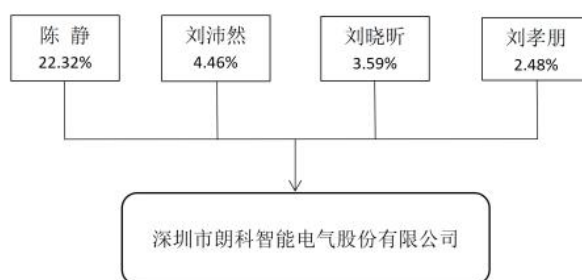 陈 静
22.32%
刘沛然
4.46%
刘晓昕
3.59%
刘孝朋
2.48%
深圳市朗科智能电气股份有限公司